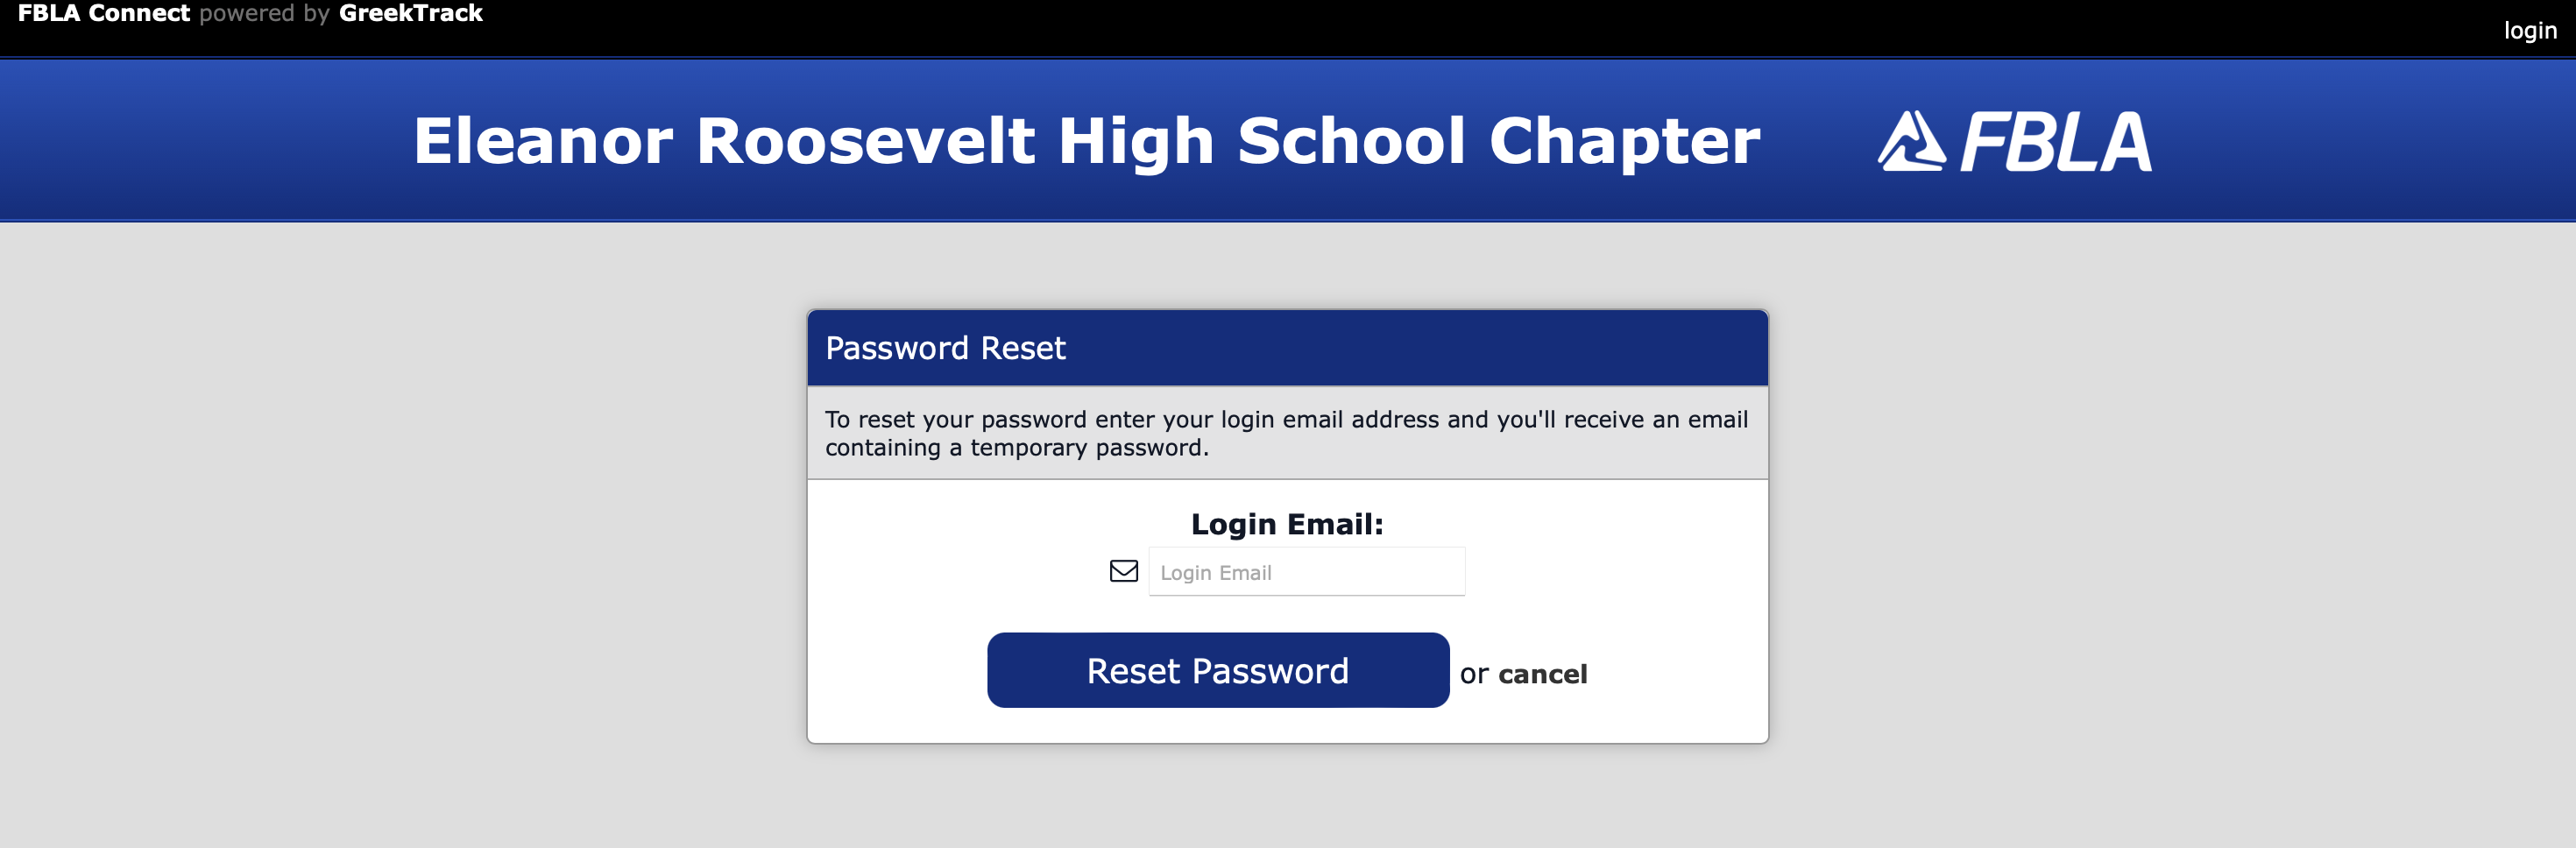 FBLA Connect powered by GreekTrack
login
Eleanor Roosevelt High School Chapter
FBLA
Password Reset
To reset your password enter your login email address and you'll receive an email
containing a temporary password.
Login Email:
Login Email
Reset Password or cancel